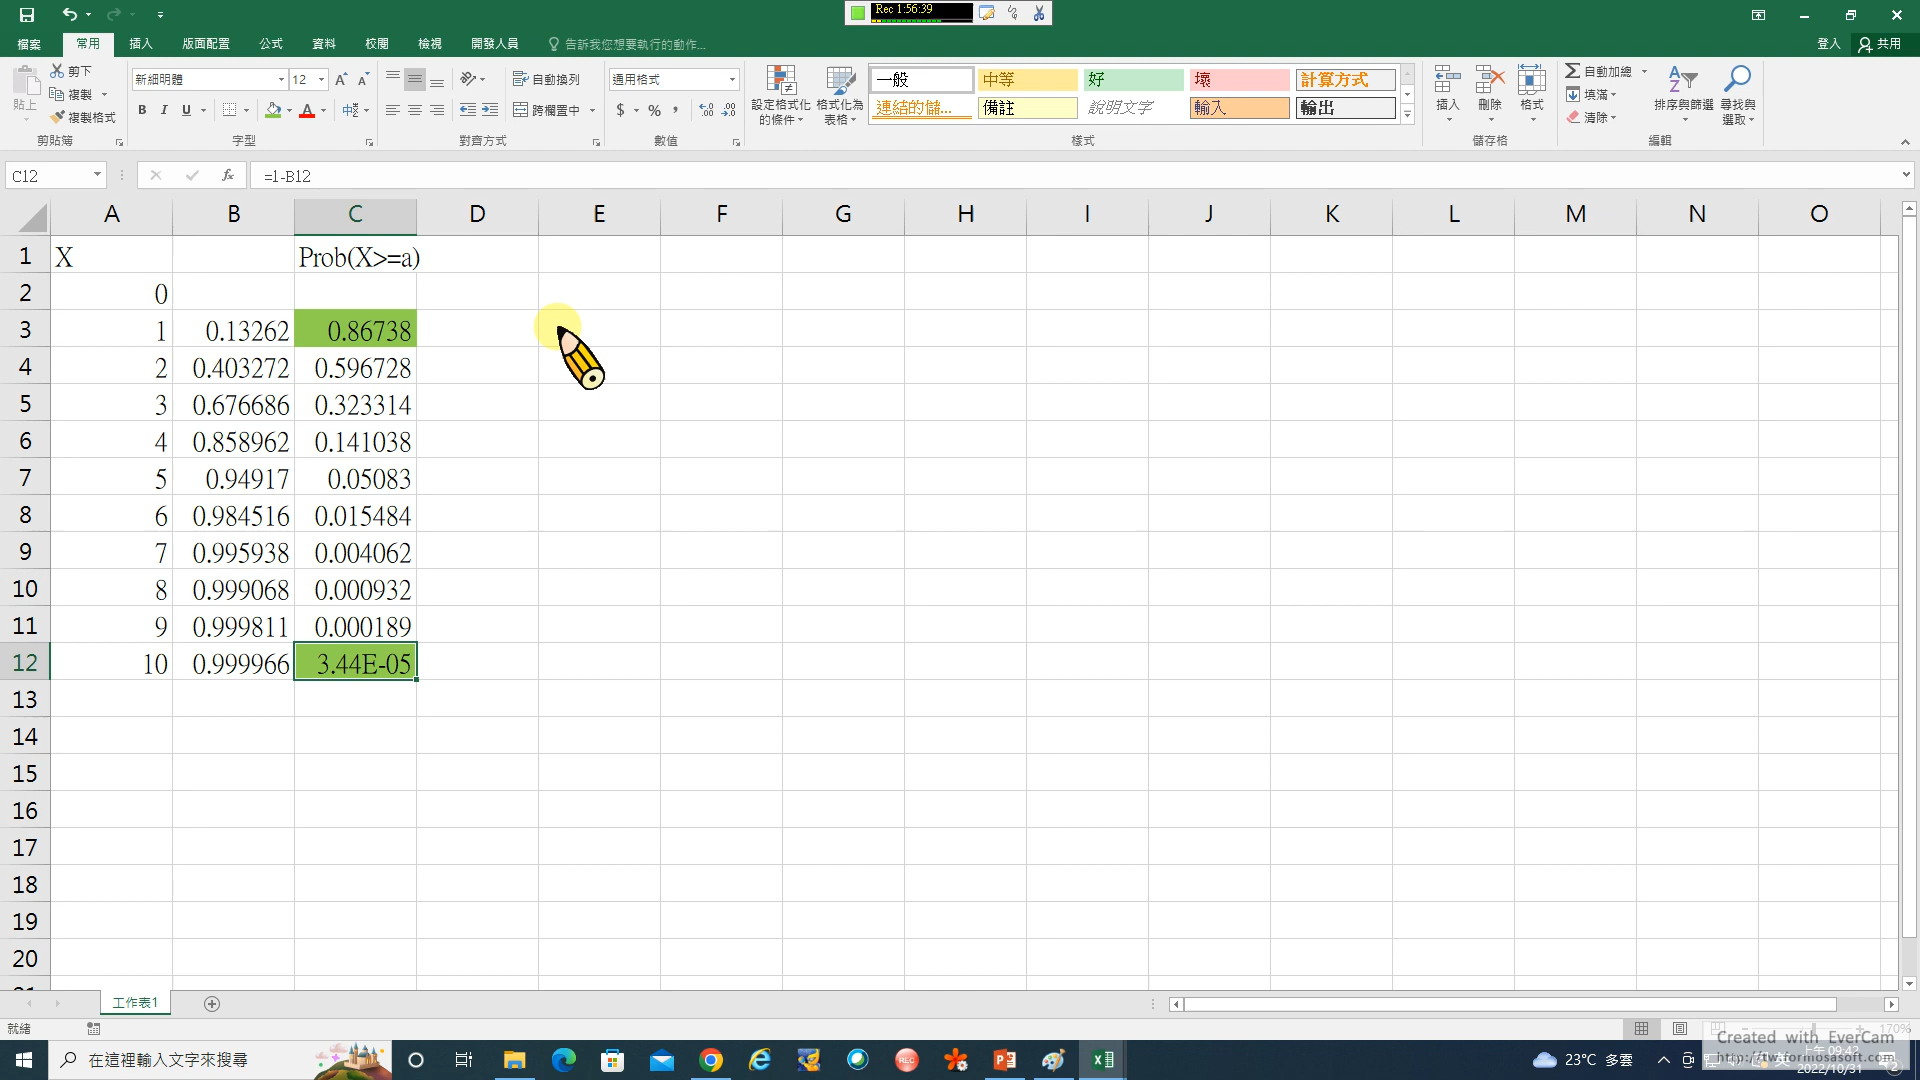 Rec 1:56:39
檔案 常用 插入 版面配置 公式 資料 校閱 檢視 開發人員 告訴我您想要執行的動作... 登入 共用
貼上 剪下 複製 複製格式 剪貼簿
新細明體 12 B I U 字型
自動換列 跨欄置中 對齊方式
通用格式 $ % , 數值
設定格式化的條件 格式化為表格
一般 中等 好 壞 計算方式
連結的儲... 備註 說明文字 輸入 輸出
樣式
插入 刪除 格式 儲存格
自動加總 填滿 清除 排序與篩選 尋找與選取 編輯
C12 fx =1-B12
A B C D E F G H I J K L M N O
1 X Prob(X>=a)
2 0
3 1 0.13262 0.86738
4 2 0.403272 0.596728
5 3 0.676686 0.323314
6 4 0.858962 0.141038
7 5 0.94917 0.05083
8 6 0.984516 0.015484
9 7 0.995938 0.004062
10 8 0.999068 0.000932
11 9 0.999811 0.000189
12 10 0.999966 3.44E-05
13
14
15
16
17
18
19
20
工作表1
就緒 170%
Created with EverCam
在這裡輸入文字來搜尋 23°C 多雲 英 上午 09:42
2022/10/31